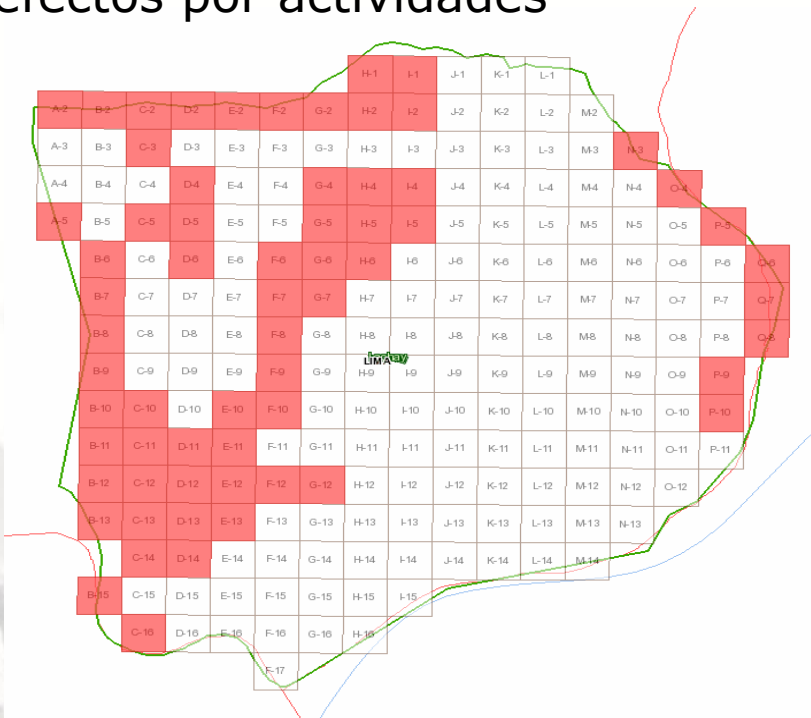 efectos por actividades
H-1 I-1 J-1 K-1 L-1
A-2 B-2 C-2 D-2 E-2 F-2 G-2 H-2 I-2 J-2 K-2 L-2 M-2
A-3 B-3 C-3 D-3 E-3 F-3 G-3 H-3 I-3 J-3 K-3 L-3 M-3 N-3
A-4 B-4 C-4 D-4 E-4 F-4 G-4 H-4 I-4 J-4 K-4 L-4 M-4 N-4 O-4
A-5 B-5 C-5 D-5 E-5 F-5 G-5 H-5 I-5 J-5 K-5 L-5 M-5 N-5 O-5 P-5
B-6 C-6 D-6 E-6 F-6 G-6 H-6 I-6 J-6 K-6 L-6 M-6 N-6 O-6 P-6 Q-6
B-7 C-7 D-7 E-7 F-7 G-7 H-7 I-7 J-7 K-7 L-7 M-7 N-7 O-7 P-7 Q-7
B-8 C-8 D-8 E-8 F-8 G-8 H-8 I-8 J-8 K-8 L-8 M-8 N-8 O-8 P-8 Q-8
LIMA
B-9 C-9 D-9 E-9 F-9 G-9 H-9 I-9 J-9 K-9 L-9 M-9 N-9 O-9 P-9
B-10 C-10 D-10 E-10 F-10 G-10 H-10 I-10 J-10 K-10 L-10 M-10 N-10 O-10 P-10
B-11 C-11 D-11 E-11 F-11 G-11 H-11 I-11 J-11 K-11 L-11 M-11 N-11 O-11 P-11
B-12 C-12 D-12 E-12 F-12 G-12 H-12 I-12 J-12 K-12 L-12 M-12 N-12 O-12
B-13 C-13 D-13 E-13 F-13 G-13 H-13 I-13 J-13 K-13 L-13 M-13 N-13
C-14 D-14 E-14 F-14 G-14 H-14 I-14 J-14 K-14 L-14 M-14
B-15 C-15 D-15 E-15 F-15 G-15 H-15 I-15
C-16 D-16 E-16 F-16 G-16 H-16
F-17